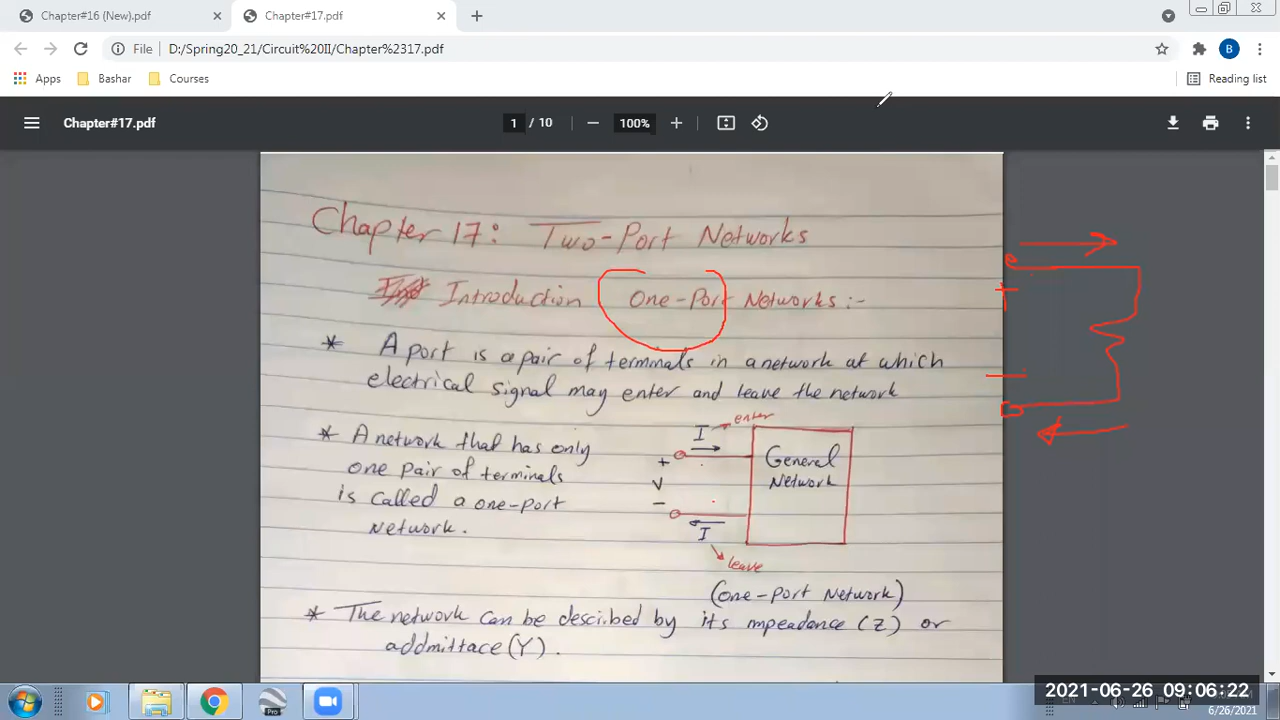 Chapter#16 (New).pdf
Chapter#17.pdf
File
D:/Spring20_21/Circuit%20II/Chapter%2317.pdf
B
Apps
Bashar
Courses
Reading list
Chapter#17.pdf
1 / 10
100%
Chapter 17: Two-Port Networks
Introduction One-Port Networks:-
* A port is a pair of terminals in a network at which
electrical signal may enter and leave the network
* A network that has only
one pair of terminals
is called a one-port
Network.
I
enter
+
V
-
General
Network
I
leave
(One-Port Network)
* The network can be described by its mpeadance (Z) or
addmittace (Y).
+
-
Pro
2021-06-26 09:06:22
6/26/2021